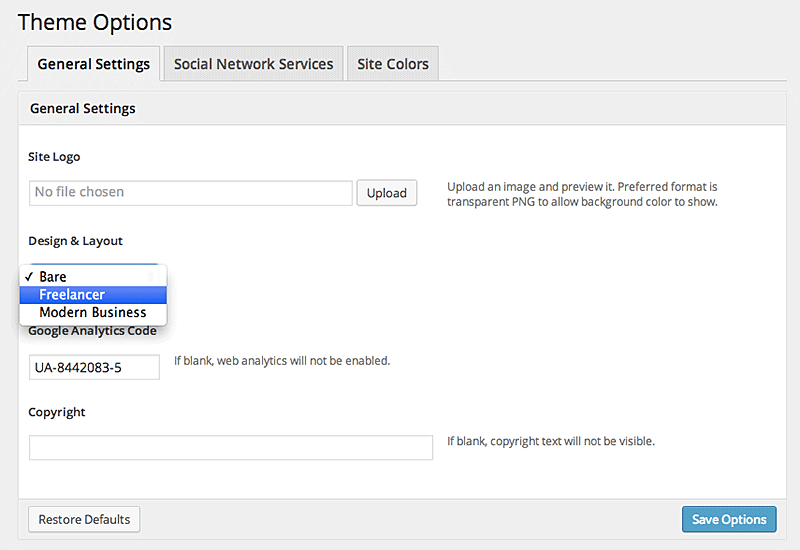 Theme Options
General Settings
Social Network Services
Site Colors
General Settings
Site Logo
No file chosen
Upload
Upload an image and preview it. Preferred format is
transparent PNG to allow background color to show.
Design & Layout
✓ Bare
Freelancer
Modern Business
Google Analytics Code
UA-8442083-5
If blank, web analytics will not be enabled.
Copyright
If blank, copyright text will not be visible.
Restore Defaults
Save Options